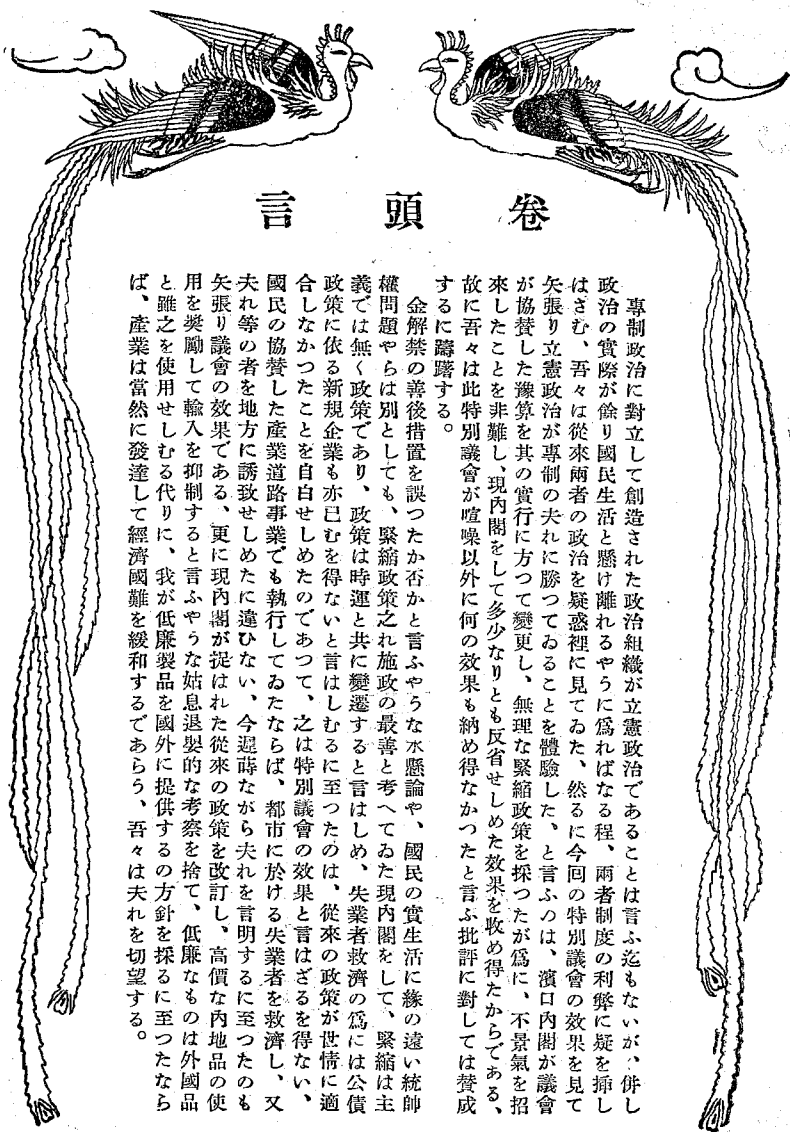 卷頭言
專制政治に對立して創造された政治組織が立憲政治であることは言ふ迄もないが、併し
政治の實際が餘り國民生活と懸け離れるやうに爲ればなる程、兩者制度の利弊に疑を挿し
はさむ、吾々は從來兩者の政治を疑惑裡に見てゐた、然るに今回の特別議會の效果を見て
矢張り立憲政治が專制の夫れに勝つてゐることを體驗した、と言ふのは、濱口內閣が議會
が協賛した豫算を其の實行に方つて變更し、無理な緊縮政策を採つたが爲に、不景氣を招
來したことを非難し、現內閣をして多少なりとも反省せしめた效果を收め得たからである、
故に吾々は此特別議會が喧噪以外に何の效果も納め得なかつたと言ふ批評に對しては賛成
するに躊躇する。
金解禁の善後措置を誤つたか否かと言ふやうな水懸論や、國民の實生活に緣の遠い統帥
權問題やらは別としても、緊縮政策之れ施政の最善と考へてゐた現內閣をして、緊縮は主
義では無く政策であり、政策は時運と共に變遷すると言はしめ、失業者救濟の爲には公債
政策に依る新規企業も亦已むを得ないと言はしむるに至つたのは、從來の政策が世情に適
合しなかつたことを自白せしめたのであつて、之は特別議會の效果と言はざるを得ない、
國民の協賛した產業道路事業でも執行してゐたならば、都市に於ける失業者を救濟し、又
夫れ等の者を地方に誘致せしめたに違ひない、今遲蒔ながら夫れを言明するに至つたのも
矢張り議會の效果である、更に現內閣が捉はれた從來の政策を改訂し、高價な內地品の使
用を奬勵して輸入を抑制すると言ふやうな姑息退嬰的な考察を捨て、低廉なものは外國品
と雖之を使用せしむる代りに、我が低廉製品を國外に提供するの方針を採るに至つたなら
ば、產業は當然に發達して經濟國難を緩和するであらう、吾々は夫れを切望する。